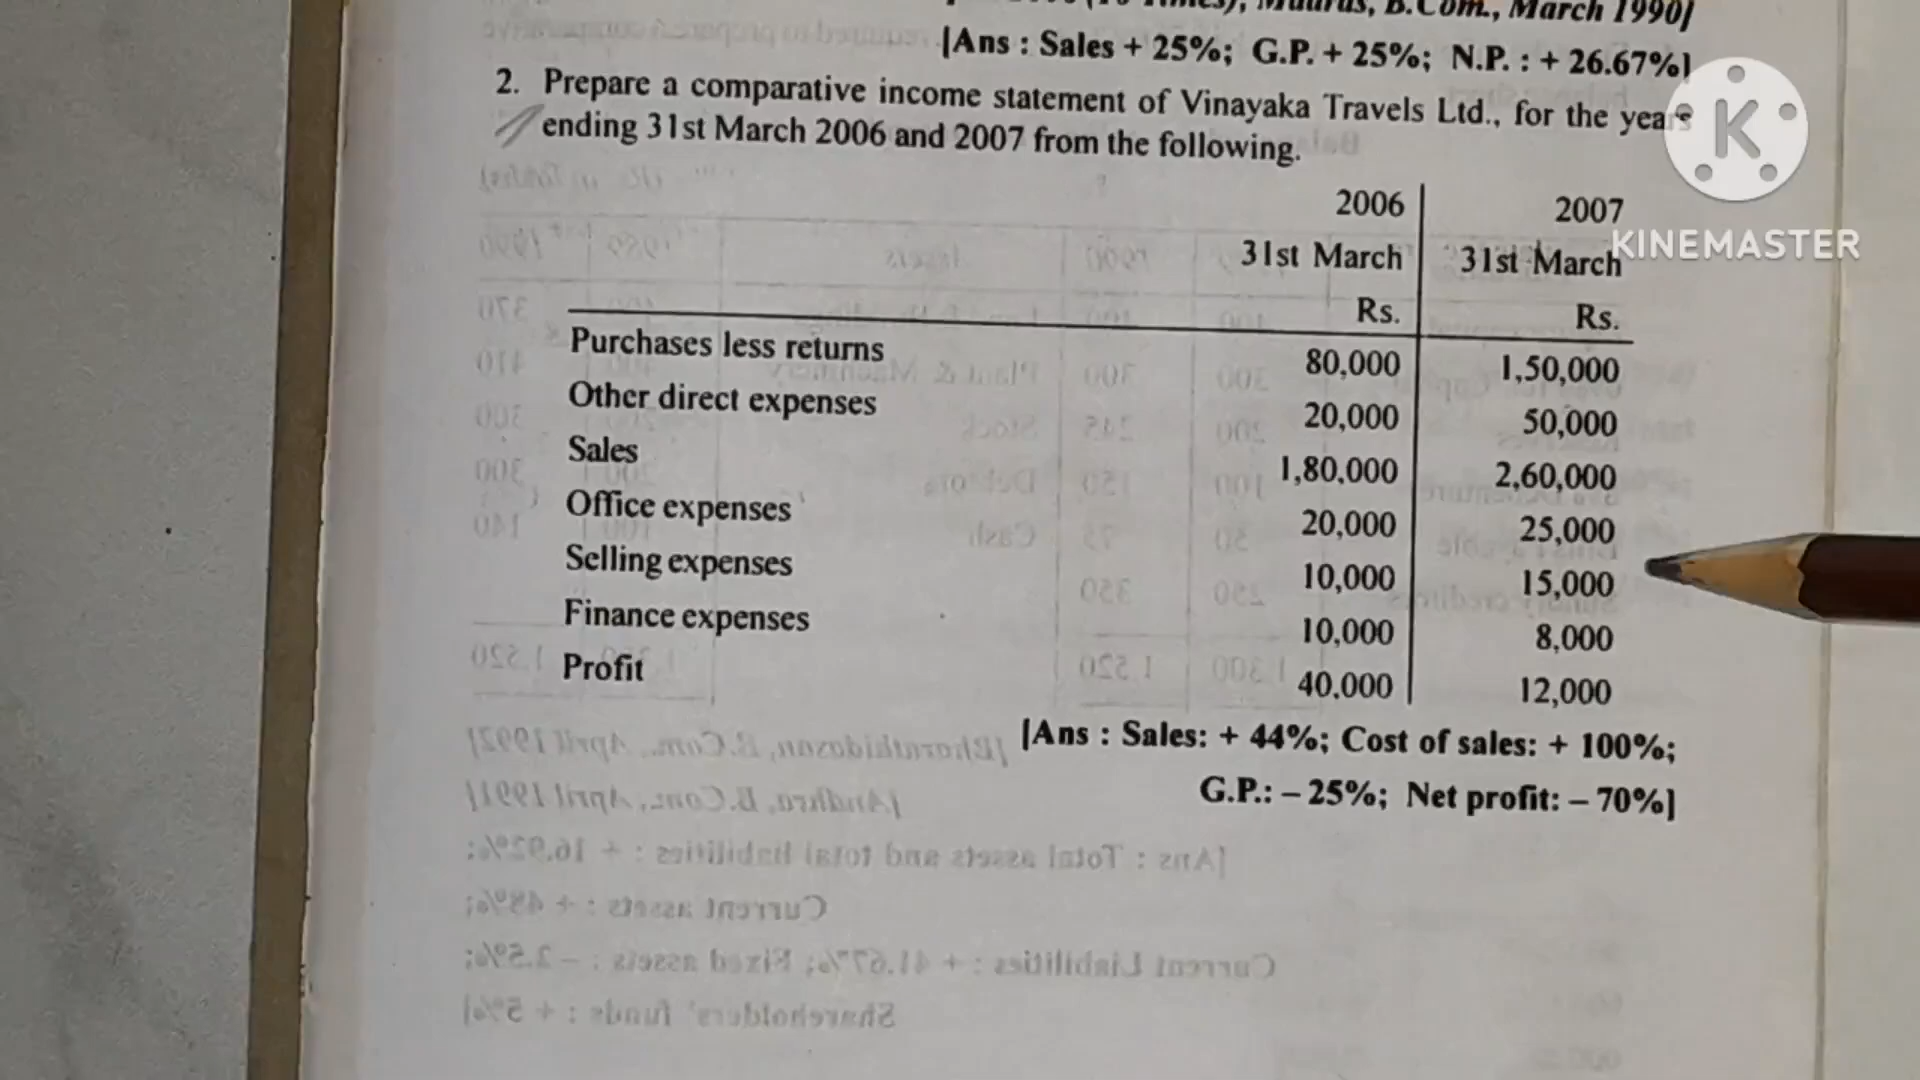 March 1990]
[Ans : Sales + 25%; G.P. + 25%; N.P. : + 26.67%]
2. Prepare a comparative income statement of Vinayaka Travels Ltd., for the years
ending 31st March 2006 and 2007 from the following.
K
KINEMASTER
2006 2007
31st March 31st March
Rs. Rs.
Purchases less returns 80,000 1,50,000
Other direct expenses 20,000 50,000
Sales 1,80,000 2,60,000
Office expenses 20,000 25,000
Selling expenses 10,000 15,000
Finance expenses 10,000 8,000
Profit 40,000 12,000
[Ans : Sales: + 44%; Cost of sales: + 100%;
G.P.: – 25%; Net profit: – 70%]